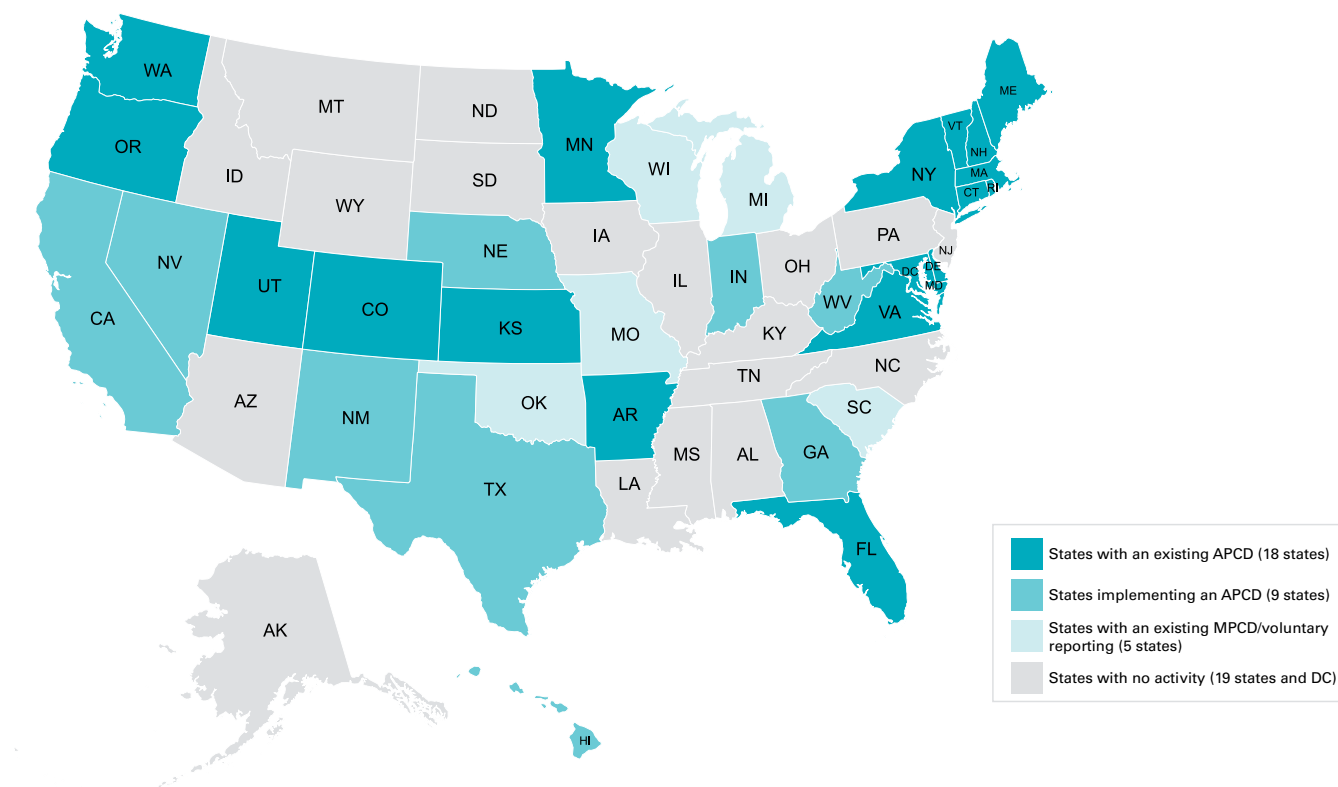 WA
MT
ND
MN
ME
VT
NH
OR
ID
SD
WI
MI
NY
MA
CT
RI
WY
NE
IA
PA
NJ
NV
UT
CO
KS
IL
IN
OH
DC
DE
MD
WV
VA
CA
MO
KY
NC
AZ
NM
OK
AR
TN
SC
TX
LA
MS
AL
GA
FL
AK
HI
States with an existing APCD (18 states)
States implementing an APCD (9 states)
States with an existing MPCD/voluntary
reporting (5 states)
States with no activity (19 states and DC)